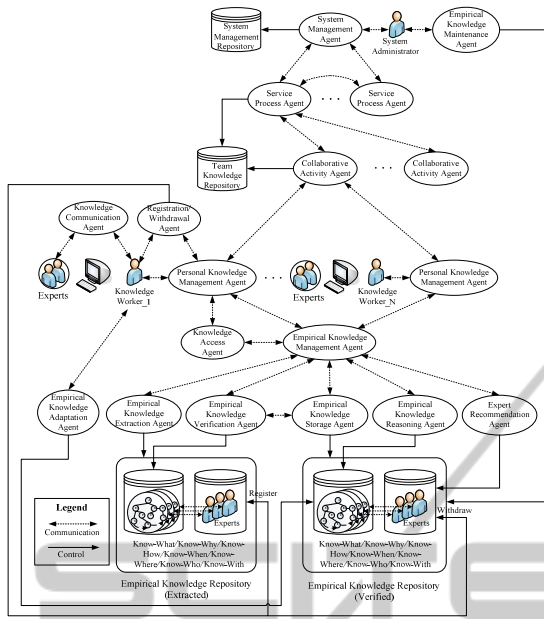 System
Management
Repository
System
Management
Agent
System
Administrator
Empirical
Knowledge
Maintenance
Agent
Service
Process Agent
. . .
Service
Process Agent
Team
Knowledge
Repository
Collaborative
Activity Agent
. . .
Collaborative
Activity Agent
Knowledge
Communication
Agent
Registration/
Withdrawal
Agent
Experts
Knowledge
Worker_1
Personal Knowledge
Management Agent
. . .
Experts
Knowledge
Worker_N
Personal Knowledge
Management Agent
Knowledge
Access
Agent
Empirical Knowledge
Management Agent
Empirical
Knowledge
Adaptation
Agent
Empirical
Knowledge
Extraction Agent
Empirical
Knowledge
Verification Agent
Empirical
Knowledge
Storage Agent
Empirical
Knowledge
Reasoning Agent
Expert
Recommendation
Agent
Legend
Communication
Control
Experts
Register
Know-What/Know-Why/Know-
How/Know-When/Know-
Where/Know-Who/Know-With
Empirical Knowledge Repository
(Extracted)
Experts
Withdraw
Know-What/Know-Why/Know-
How/Know-When/Know-
Where/Know-Who/Know-With
Empirical Knowledge Repository
(Verified)